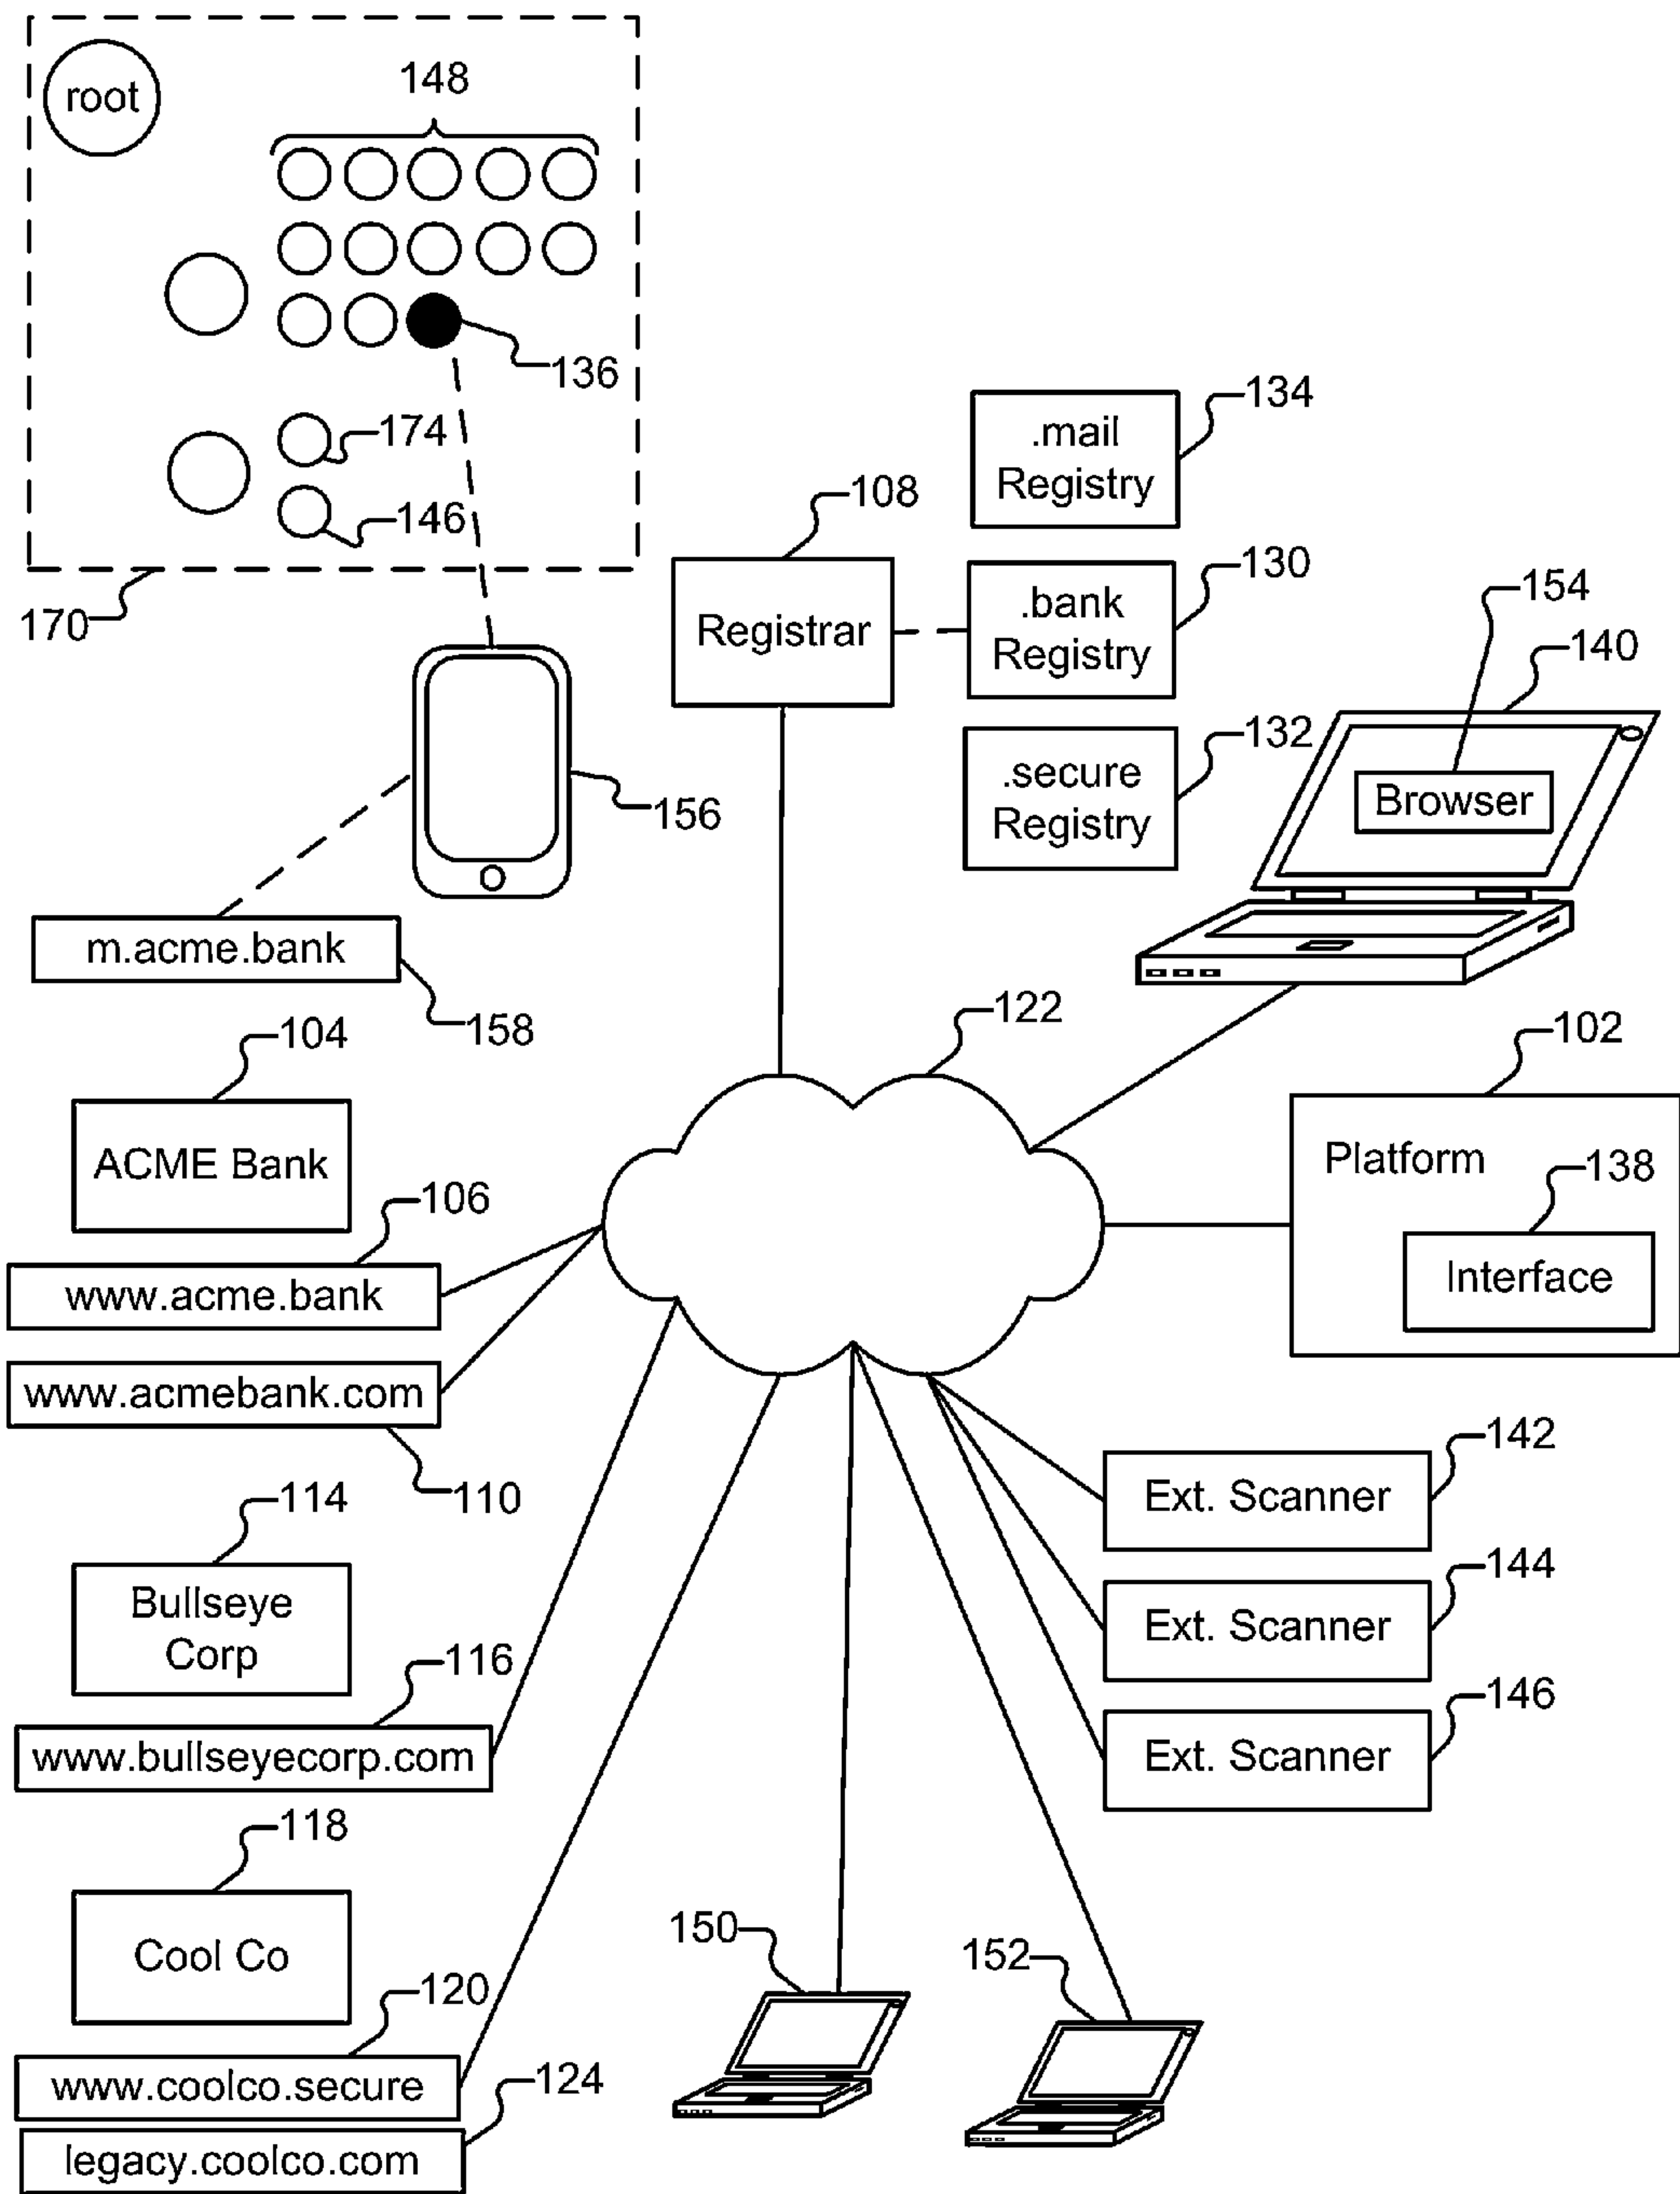 root
148
136
174
146
170
134
.mail
Registry
108
Registrar
130
.bank
Registry
132
.secure
Registry
154
140
Browser
156
m.acme.bank
158
122
104
ACME Bank
106
www.acme.bank
www.acmebank.com
110
102
Platform
138
Interface
114
Bullseye
Corp
116
www.bullseyecorp.com
142
Ext. Scanner
144
Ext. Scanner
146
Ext. Scanner
118
Cool Co
120
www.coolco.secure
124
legacy.coolco.com
150
152